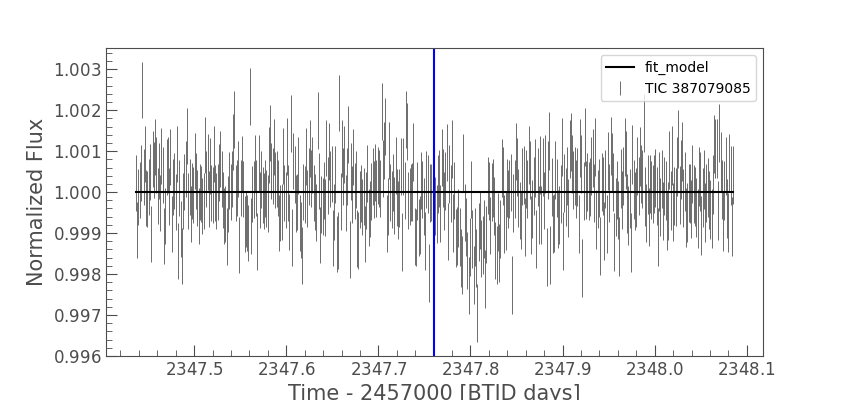 1.003
1.002
1.001
1.000
0.999
0.998
0.997
0.996
Normalized Flux
fit_model
TIC 387079085
2347.5 2347.6 2347.7 2347.8 2347.9 2348.0 2348.1
Time - 2457000 [BTJD days]